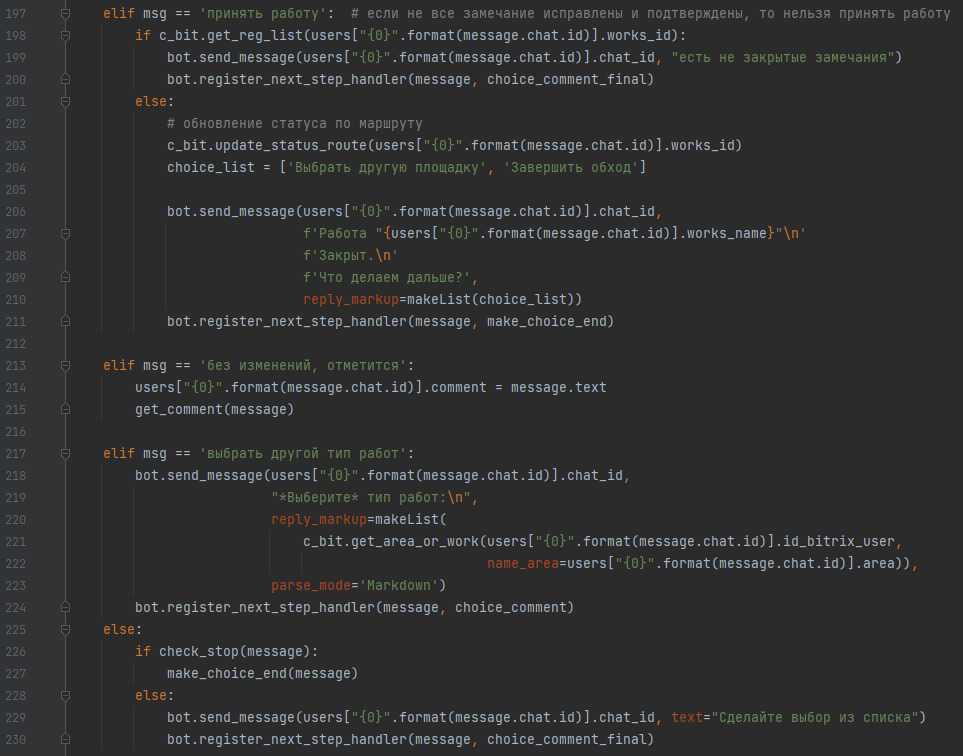 197 elif msg == 'принять работу':  # если не все замечание исправлены и подтверждены, то нельзя принять работу
198 if c_bit.get_reg_list(users["{0}".format(message.chat.id)].works_id):
199 bot.send_message(users["{0}".format(message.chat.id)].chat_id, "есть не закрытые замечания")
200 bot.register_next_step_handler(message, choice_comment_final)
201 else:
202 # обновление статуса по маршруту
203 c_bit.update_status_route(users["{0}".format(message.chat.id)].works_id)
204 choice_list = ['Выбрать другую площадку', 'Завершить обход']
205
206 bot.send_message(users["{0}".format(message.chat.id)].chat_id,
207 f'Работа "{users["{0}".format(message.chat.id)].works_name}"\n'
208 f'Закрыт.\n'
209 f'Что делаем дальше?',
210 reply_markup=makeList(choice_list))
211 bot.register_next_step_handler(message, make_choice_end)
212
213 elif msg == 'без изменений, отметится':
214 users["{0}".format(message.chat.id)].comment = message.text
215 get_comment(message)
216
217 elif msg == 'выбрать другой тип работ':
218 bot.send_message(users["{0}".format(message.chat.id)].chat_id,
219 "*Выберите* тип работ:\n",
220 reply_markup=makeList(
221 c_bit.get_area_or_work(users["{0}".format(message.chat.id)].id_bitrix_user,
222 name_area=users["{0}".format(message.chat.id)].area)),
223 parse_mode='Markdown')
224 bot.register_next_step_handler(message, choice_comment)
225 else:
226 if check_stop(message):
227 make_choice_end(message)
228 else:
229 bot.send_message(users["{0}".format(message.chat.id)].chat_id, text="Сделайте выбор из списка")
230 bot.register_next_step_handler(message, choice_comment_final)